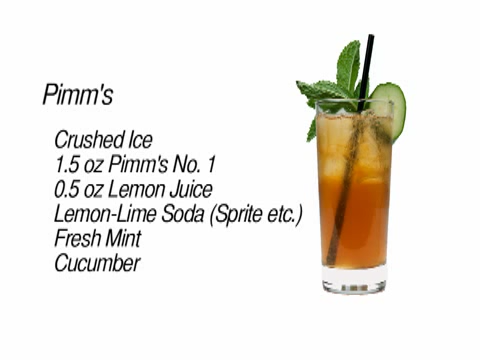 Pimm's
Crushed Ice
1.5 oz Pimm's No. 1
0.5 oz Lemon Juice
Lemon-Lime Soda (Sprite etc.)
Fresh Mint
Cucumber